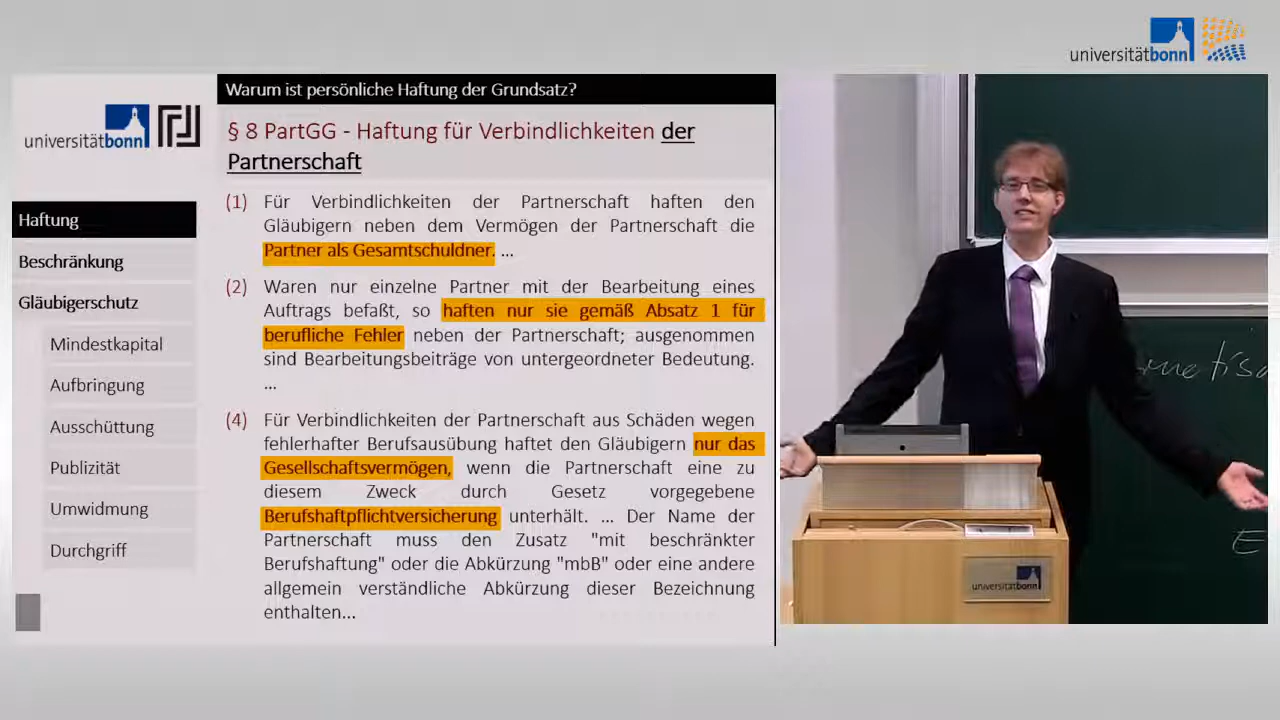 universitätbonn
Warum ist persönliche Haftung der Grundsatz?
universitätbonn
§ 8 PartGG - Haftung für Verbindlichkeiten der
Partnerschaft
Haftung
Beschränkung
Gläubigerschutz
Mindestkapital
Aufbringung
Ausschüttung
Publizität
Umwidmung
Durchgriff
(1) Für Verbindlichkeiten der Partnerschaft haften den
Gläubigern neben dem Vermögen der Partnerschaft die
Partner als Gesamtschuldner. ...
(2) Waren nur einzelne Partner mit der Bearbeitung eines
Auftrags befaßt, so haften nur sie gemäß Absatz 1 für
berufliche Fehler neben der Partnerschaft; ausgenommen
sind Bearbeitungsbeiträge von untergeordneter Bedeutung.
...
(4) Für Verbindlichkeiten der Partnerschaft aus Schäden wegen
fehlerhafter Berufsausübung haftet den Gläubigern nur das
Gesellschaftsvermögen, wenn die Partnerschaft eine zu
diesem Zweck durch Gesetz vorgegebene
Berufshaftpflichtversicherung unterhält. ... Der Name der
Partnerschaft muss den Zusatz "mit beschränkter
Berufshaftung" oder die Abkürzung "mbB" oder eine andere
allgemein verständliche Abkürzung dieser Bezeichnung
enthalten...
E
universitätbonn